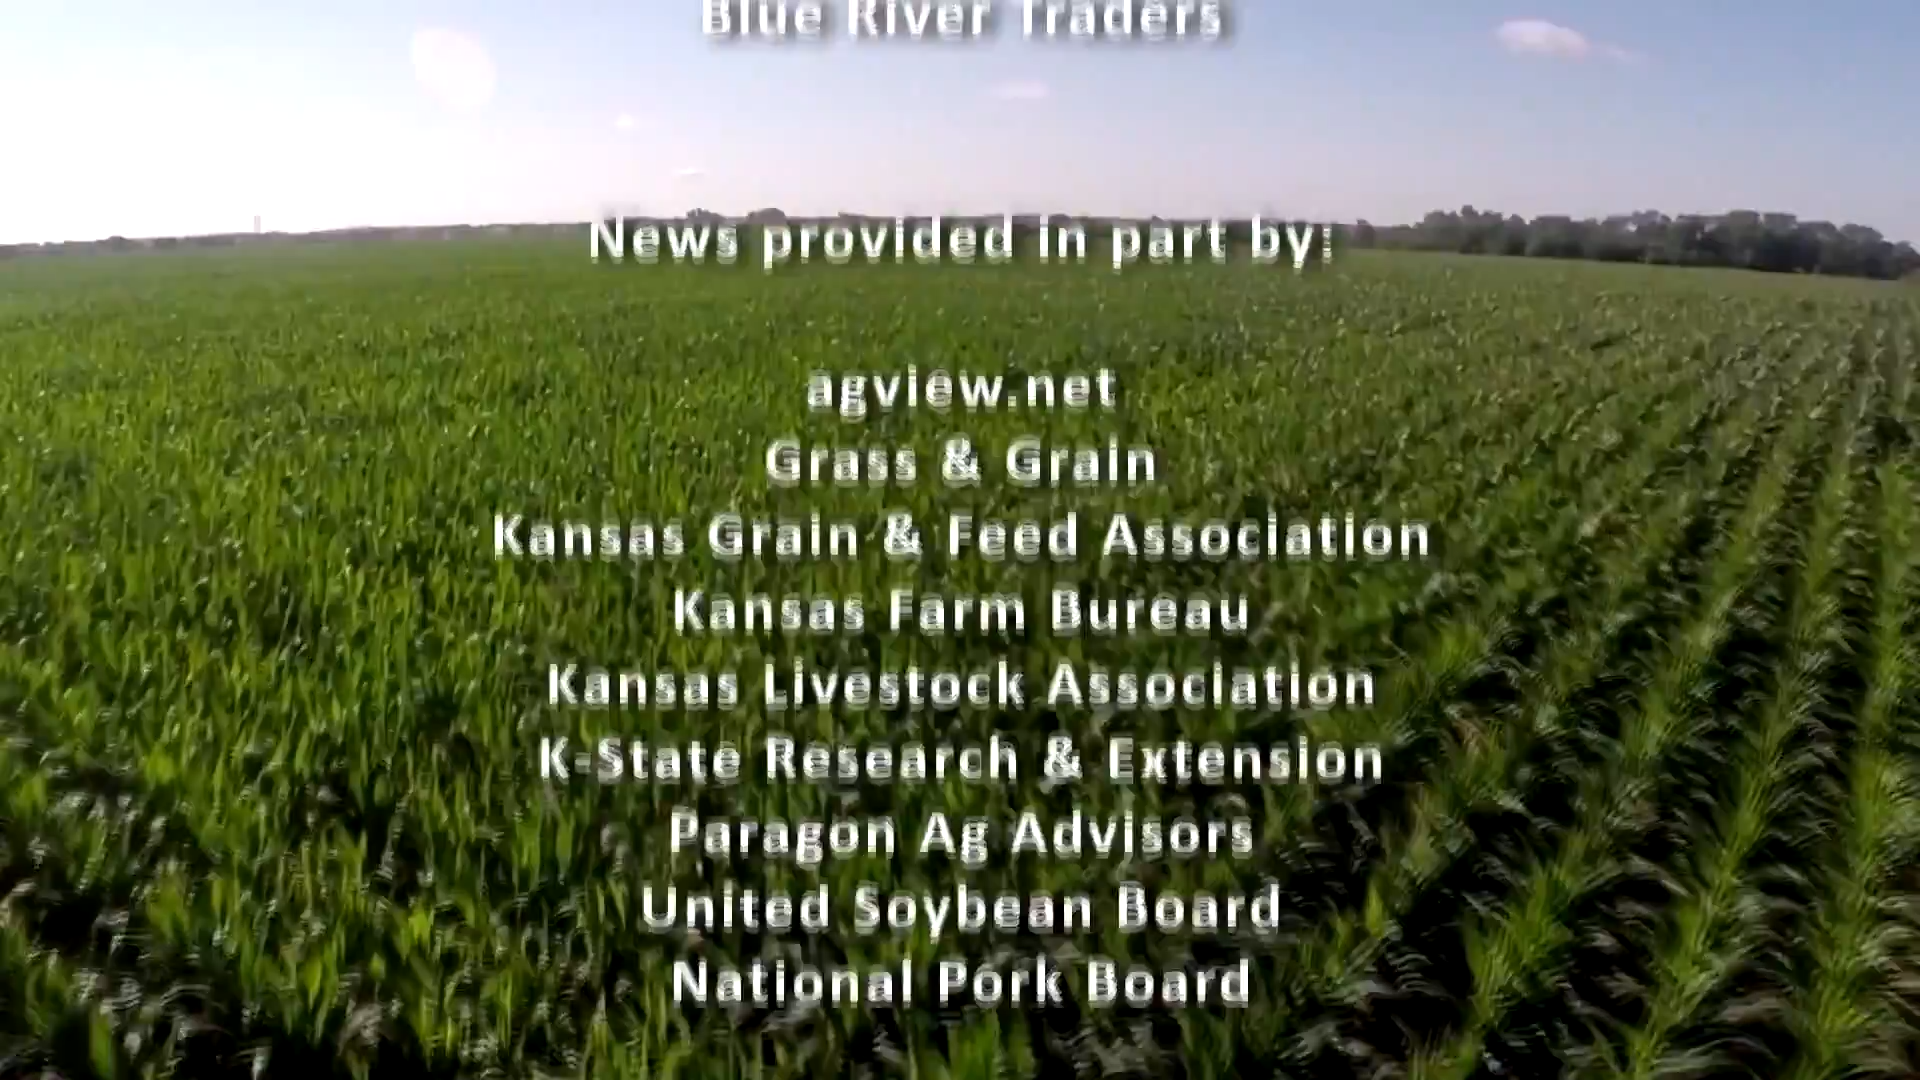 Blue River Traders
News provided in part by:
agview.net
Grass & Grain
Kansas Grain & Feed Association
Kansas Farm Bureau
Kansas Livestock Association
K-State Research & Extension
Paragon Ag Advisors
United Soybean Board
National Pork Board